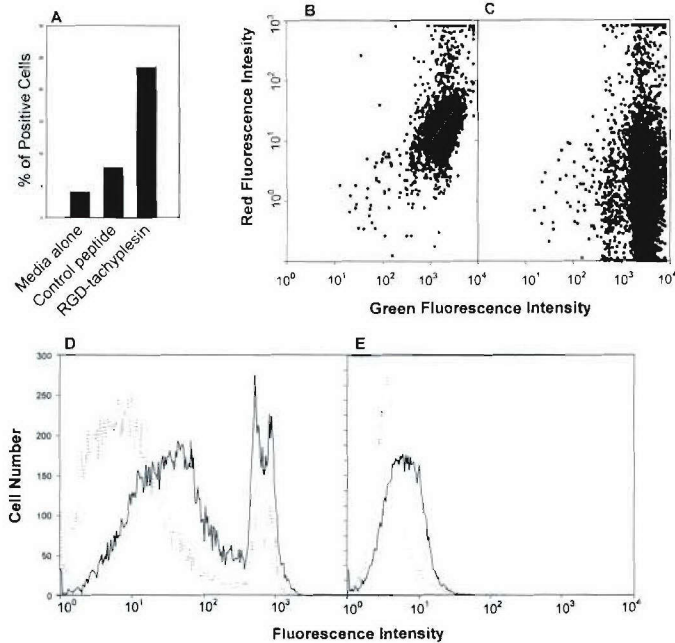 A
% of Positive Cells
Media alone
Control peptide
RGD-tachyplesin
B
C
Red Fluorescence Intesity
10³
10²
10¹
10⁰
10⁰ 10¹ 10² 10³ 10⁴ 10¹ 10² 10³ 10⁴
Green Fluorescence Intensity
D
E
Cell Number
300
250
200
150
100
50
0
10⁰ 10¹ 10² 10³ 10⁰ 10¹ 10² 10³ 10⁴
Fluorescence Intensity